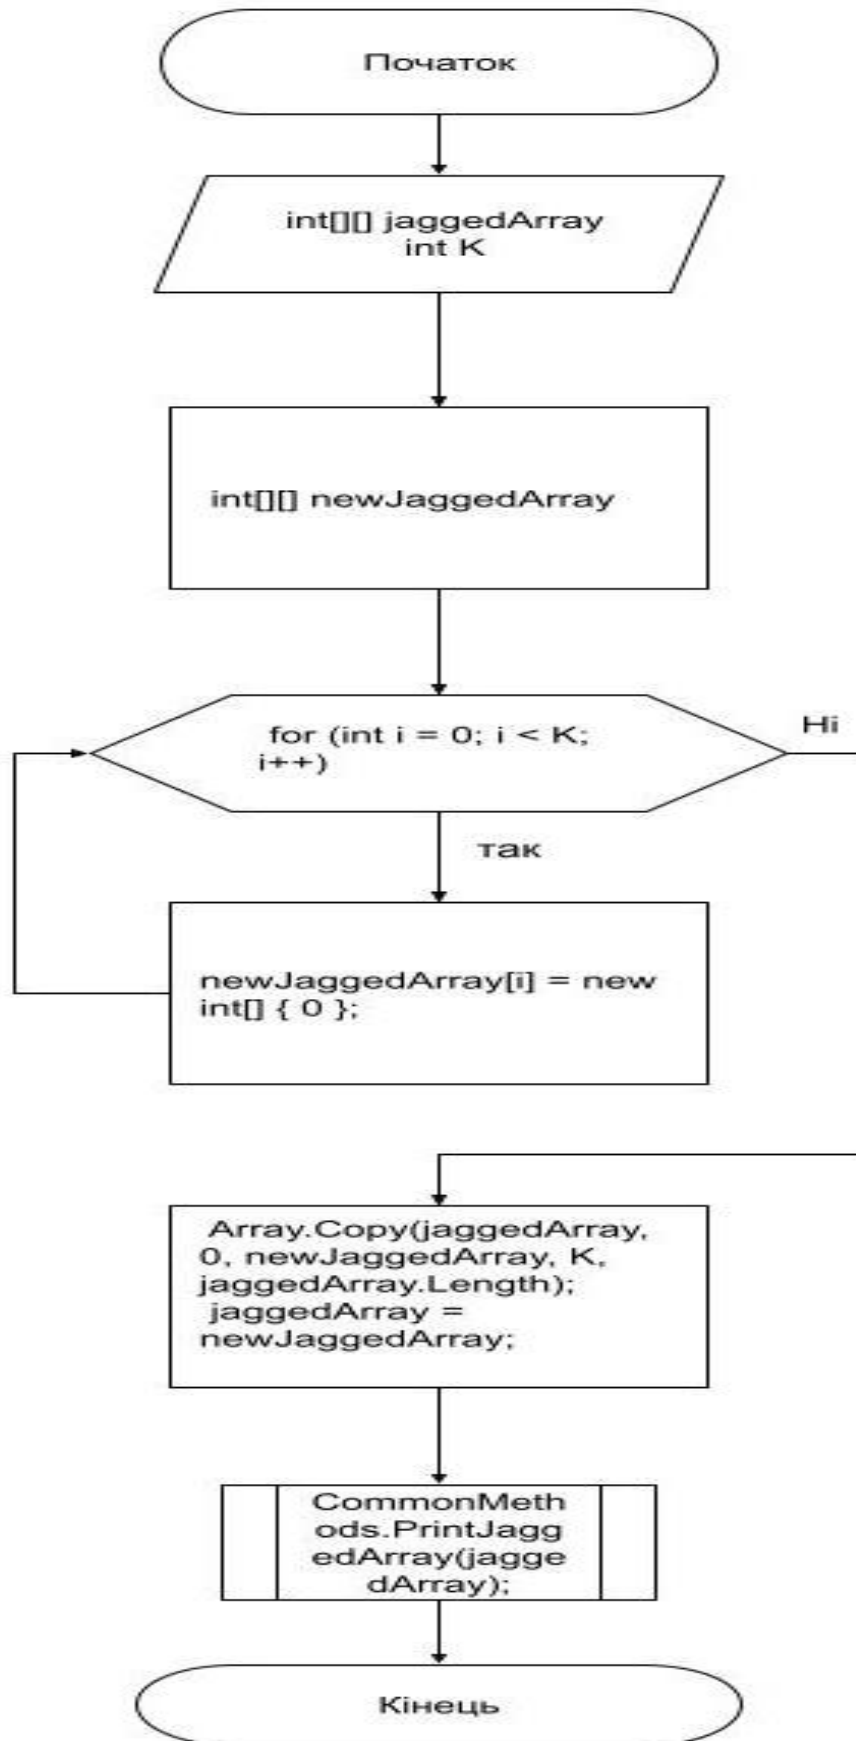 Початок
int[][] jaggedArray
int K
int[][] newJaggedArray
for (int i = 0; i < K;
i++)
Ні
так
newJaggedArray[i] = new
int[] { 0 };
Array.Copy(jaggedArray,
0, newJaggedArray, K,
jaggedArray.Length);
jaggedArray =
newJaggedArray;
CommonMeth
ods.PrintJagg
edArray(jagge
dArray);
Кінець